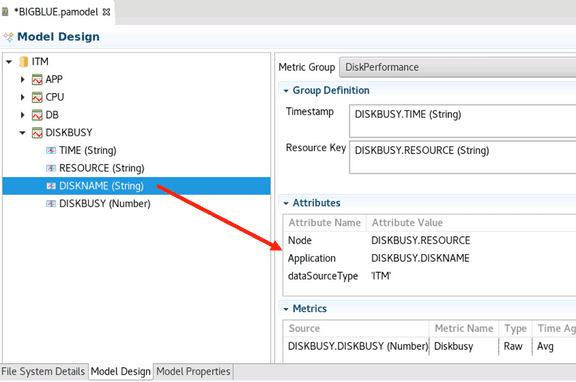 *BIGBLUE.pamodel
Model Design
ITM
APP
CPU
DB
DISKBUSY
TIME (String)
RESOURCE (String)
DISKNAME (String)
DISKBUSY (Number)
Metric Group DiskPerformance
Group Definition
Timestamp DISKBUSY.TIME (String)
Resource Key DISKBUSY.RESOURCE (String)
Attributes
Attribute Name Attribute Value
Node DISKBUSY.RESOURCE
Application DISKBUSY.DISKNAME
dataSourceType 'ITM'
Metrics
Source Metric Name Type Time Ag
DISKBUSY.DISKBUSY (Number) Diskbusy Raw Avg
File System Details Model Design Model Properties